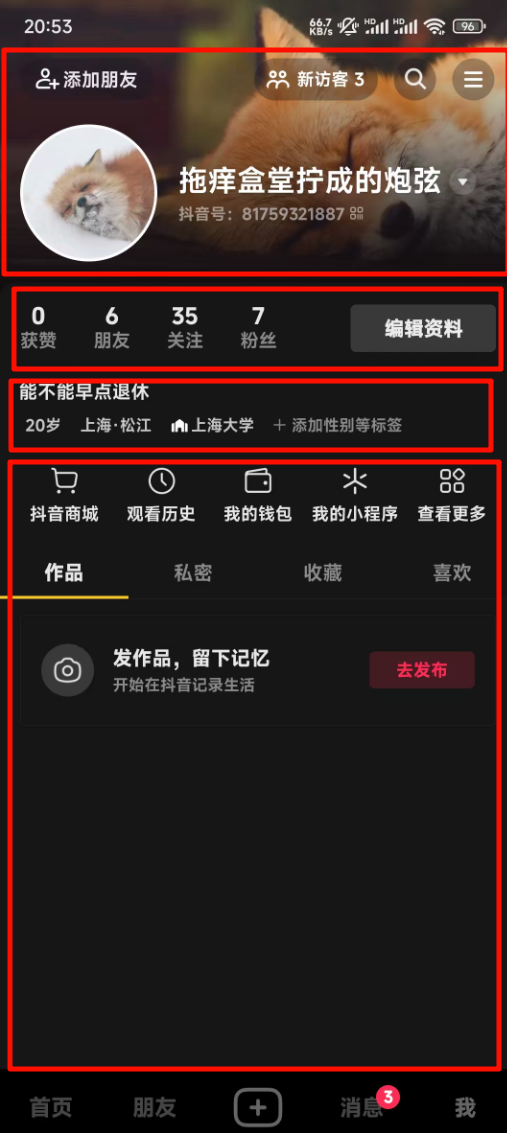 20:53 66.7 KB/s HD HD 96
添加朋友 新访客 3
拖痒盒堂拧成的炮弦
抖音号：81759321887
0 6 35 7
获赞 朋友 关注 粉丝
编辑资料
能不能早点退休
20岁 上海·松江 上海大学 + 添加性别等标签
抖音商城 观看历史 我的钱包 我的小程序 查看更多
作品 私密 收藏 喜欢
发作品，留下记忆
开始在抖音记录生活
去发布
首页 朋友 消息 3 我